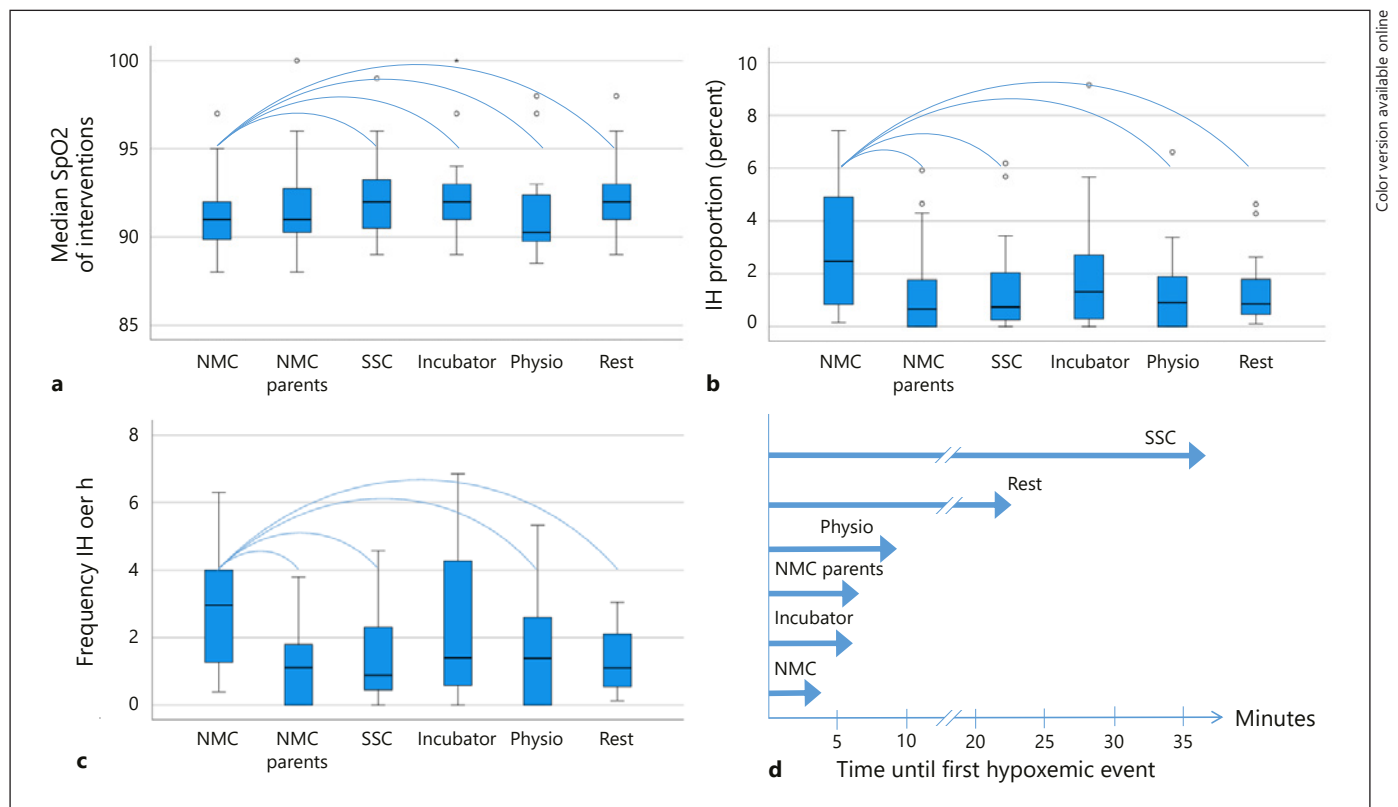 Color version available online
Median SpO2
of interventions
100
95
90
85
NMC
NMC
parents
SSC
Incubator
Physio
Rest
a
IH proportion (percent)
10
8
6
4
2
0
NMC
NMC
parents
SSC
Incubator
Physio
Rest
b
Frequency IH oer h
8
6
4
2
0
NMC
NMC
parents
SSC
Incubator
Physio
Rest
c
SSC
Rest
Physio
NMC parents
Incubator
NMC
5
10
20
25
30
35
Minutes
d
Time until first hypoxemic event